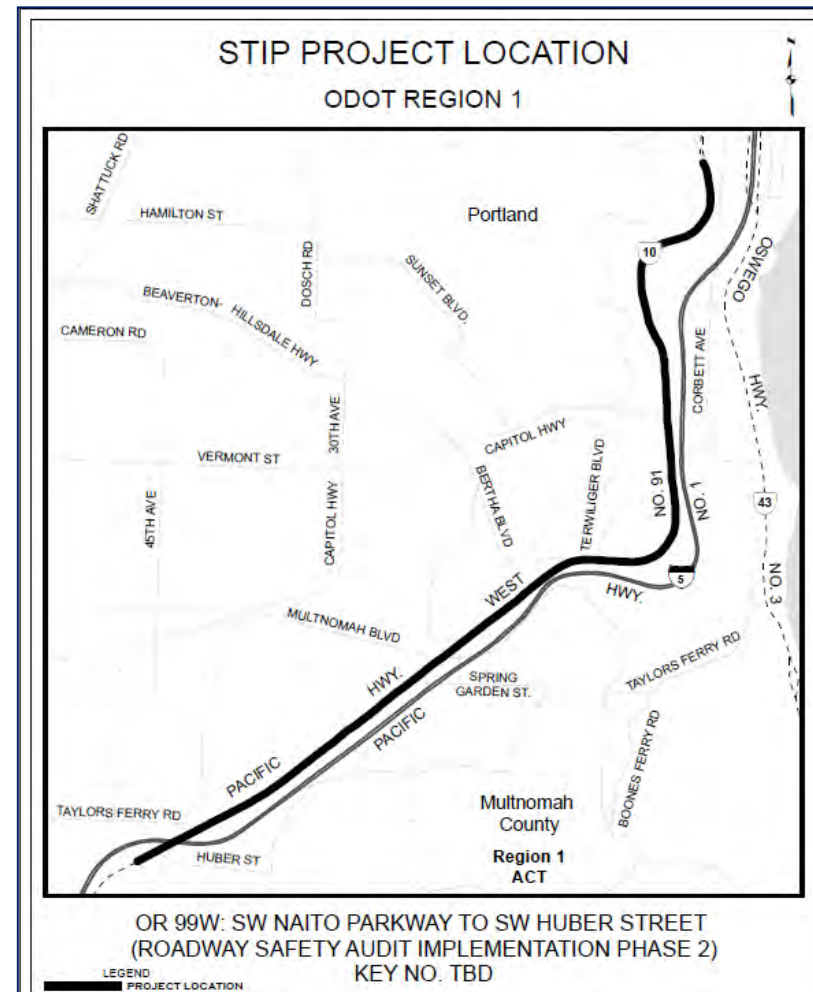 STIP PROJECT LOCATION
ODOT REGION 1
N
SHATTUCK RD
HAMILTON ST
Portland
DOSCH RD
SUNSET BLVD.
10
OSWEGO
BEAVERTON-
HILLSDALE HWY
CAMERON RD
CORBETT AVE
HWY.
30TH AVE
CAPITOL HWY
VERMONT ST
BERTHA BLVD
TERWILIGER BLVD
45TH AVE
CAPITOL HWY
NO. 91
NO. 1
43
5
NO. 3
WEST
HWY.
MULTNOMAH BLVD
HWY.
SPRING
GARDEN ST.
TAYLORS FERRY RD
PACIFIC
PACIFIC
BOONES FERRY RD
TAYLORS FERRY RD
Multnomah
County
HUBER ST
Region 1
ACT
OR 99W: SW NAITO PARKWAY TO SW HUBER STREET
(ROADWAY SAFETY AUDIT IMPLEMENTATION PHASE 2)
KEY NO. TBD
LEGEND
PROJECT LOCATION